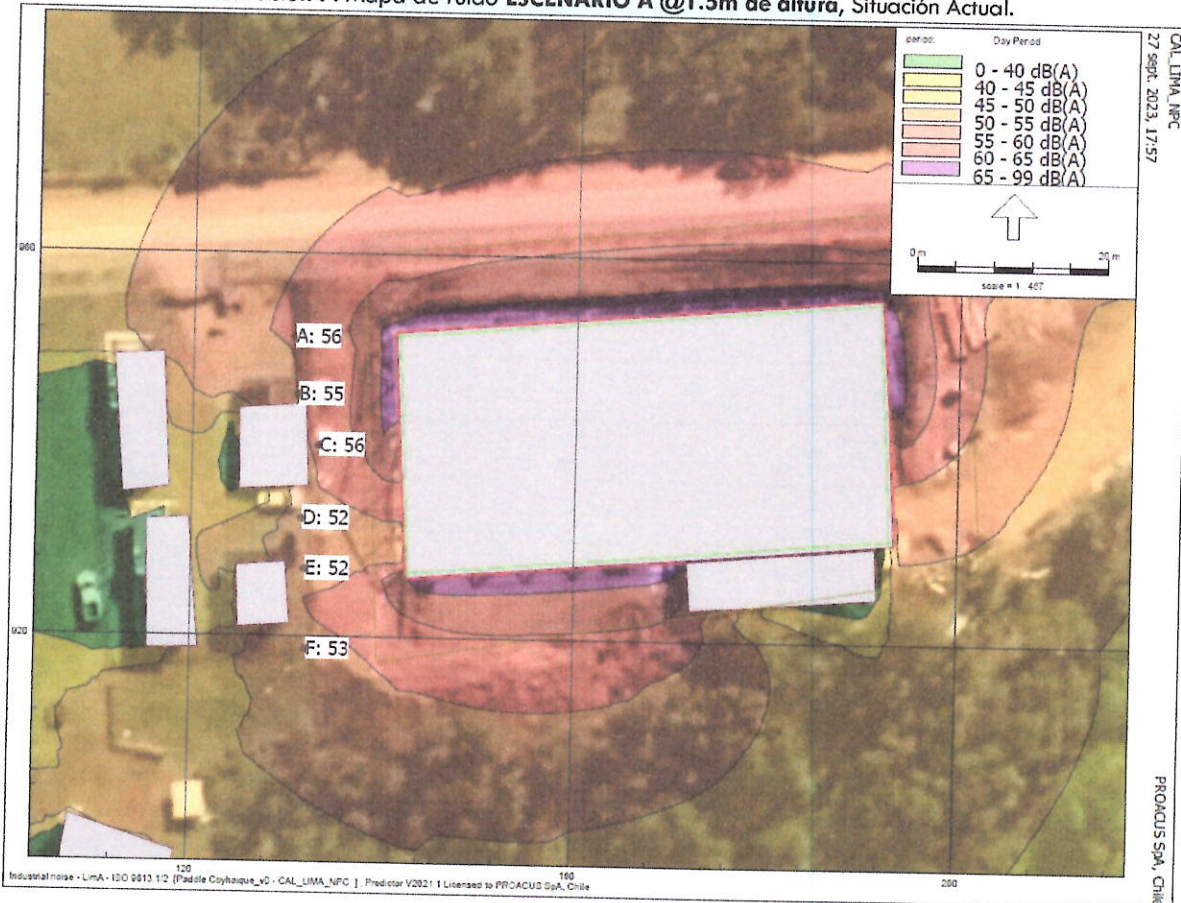 Mapa de ruido ESCENARIO A @1.5m de altura, Situación Actual.
CAL_LIMA_NPC
27 sept. 2023, 17:57
period: Day Period
0 - 40 dB(A)
40 - 45 dB(A)
45 - 50 dB(A)
50 - 55 dB(A)
55 - 60 dB(A)
60 - 65 dB(A)
65 - 99 dB(A)
0 m 20 m
scale = 1 : 467
960
A: 56
B: 55
C: 56
D: 52
E: 52
920
F: 53
PROACUS SpA, Chile
120 160 200
Industrial noise - LimA - ISO 9613.1/2 [Paddle Coyhaique_v0 - CAL_LIMA_NPC ] , Predictor V2021.1 Licensed to PROACUS SpA, Chile